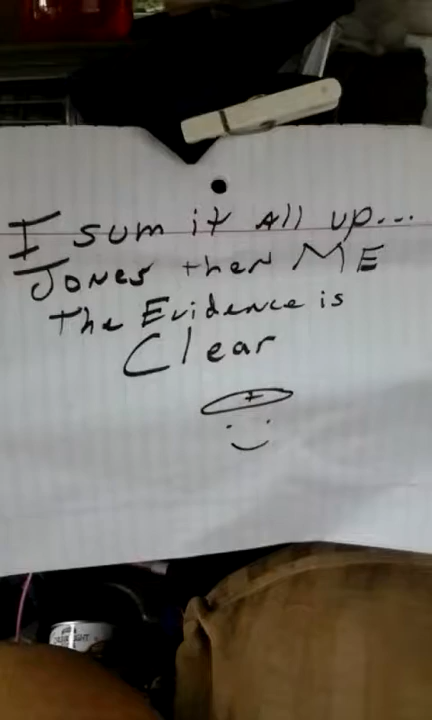 I sum it All up...
Jones then ME
The Evidence is
Clear